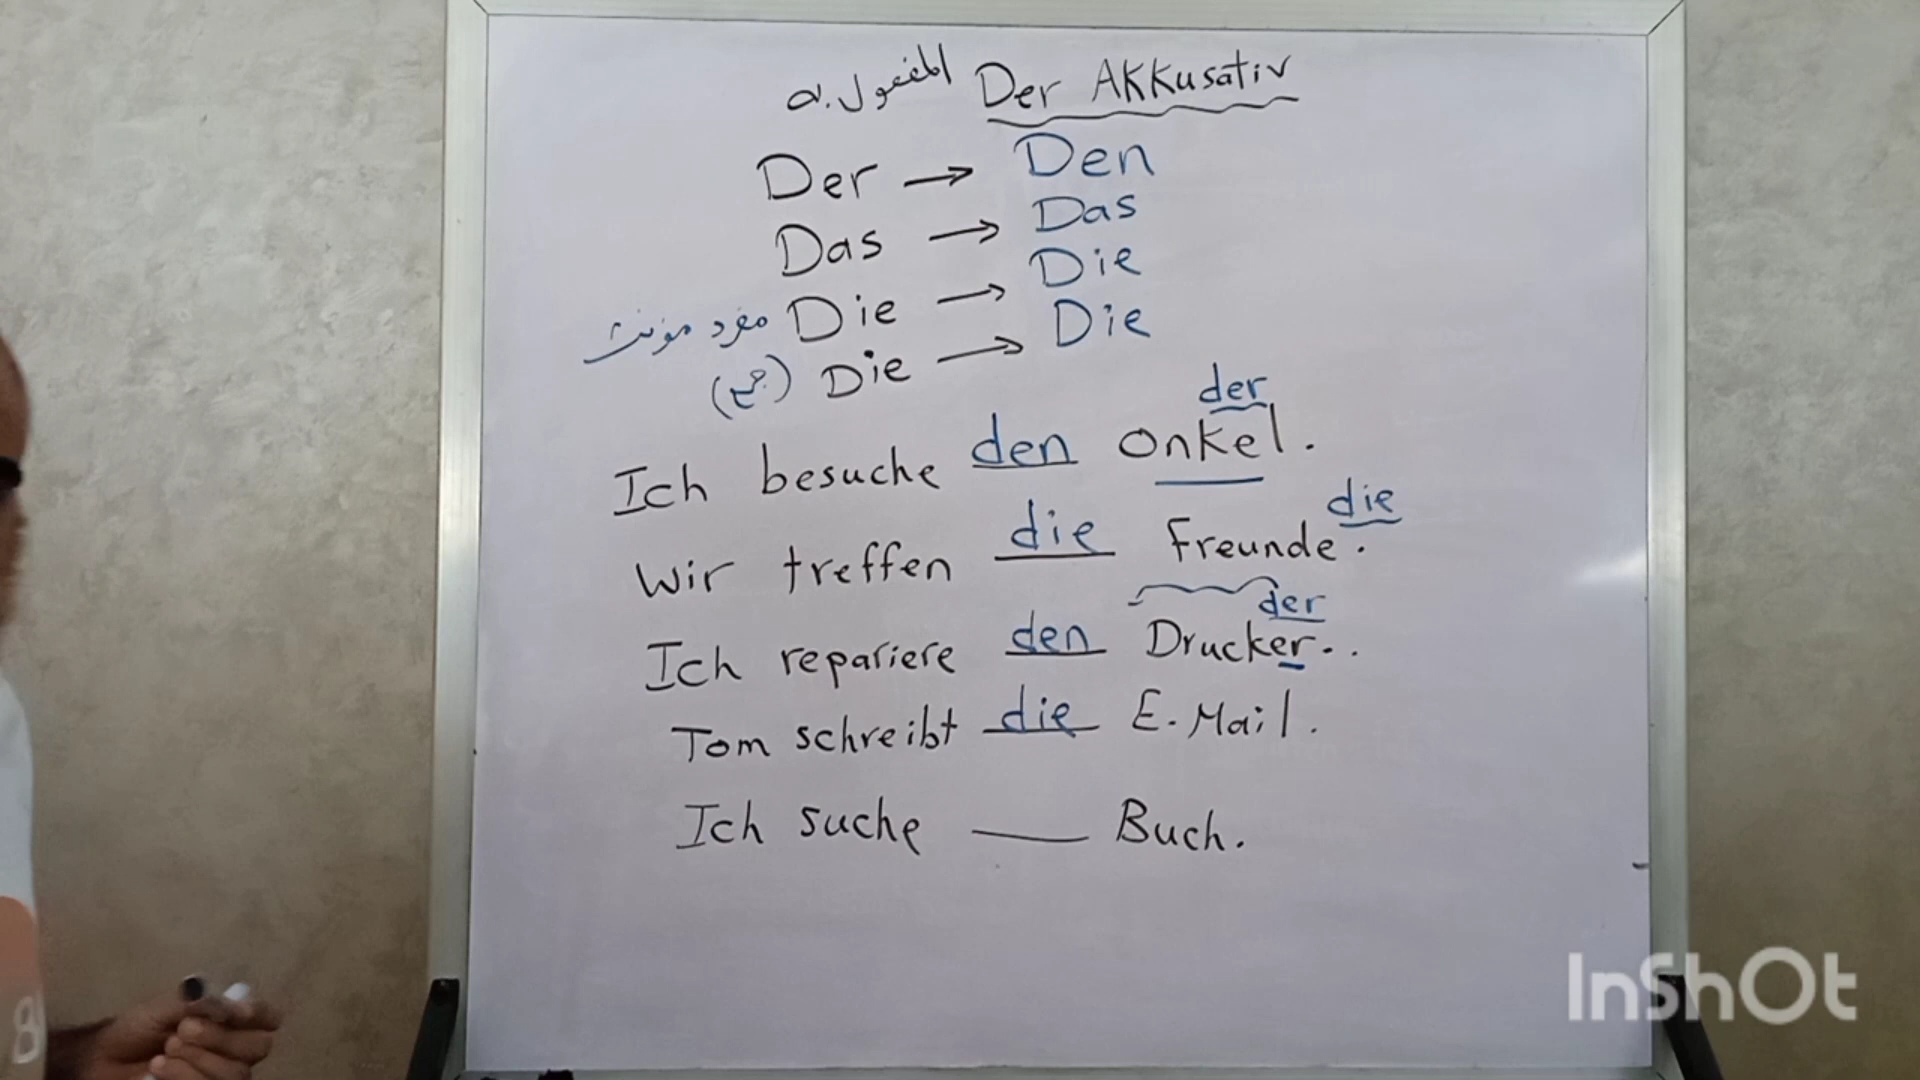 Der Akkusativ المفعول به
Der → Den
Das → Das
مفرد مؤنث Die → Die
(جمع) Die → Die
der
Ich besuche den Onkel.
die
Wir treffen die Freunde.
der
Ich repariere den Drucker..
Tom schreibt die E-Mail.
Ich suche ___ Buch.
8
InShOt